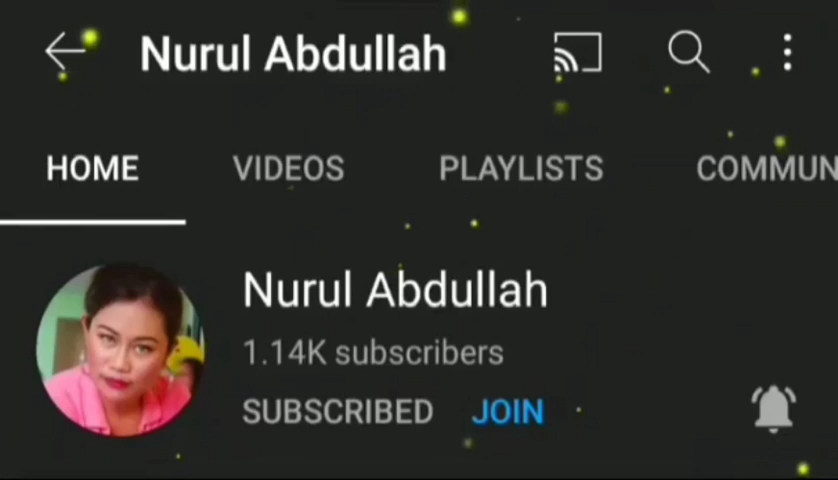 Nurul Abdullah
HOME VIDEOS PLAYLISTS COMMUN
Nurul Abdullah
1.14K subscribers
SUBSCRIBED JOIN